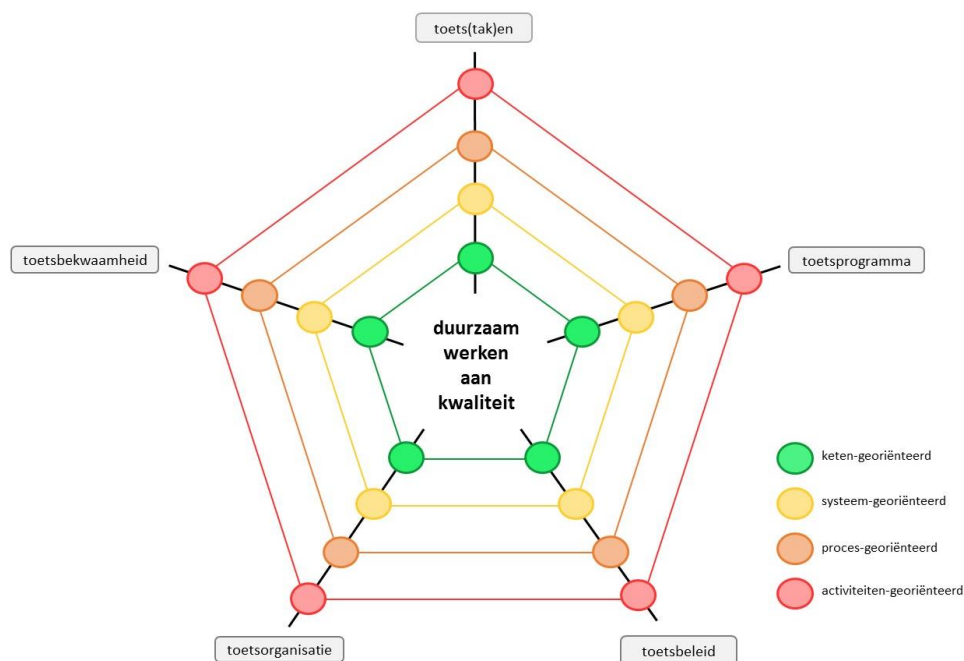 toets(tak)en
toetsbekwaamheid
toetsprogramma
duurzaam
werken
aan
kwaliteit
keten-georiënteerd
systeem-georiënteerd
proces-georiënteerd
activiteiten-georiënteerd
toetsorganisatie
toetsbeleid